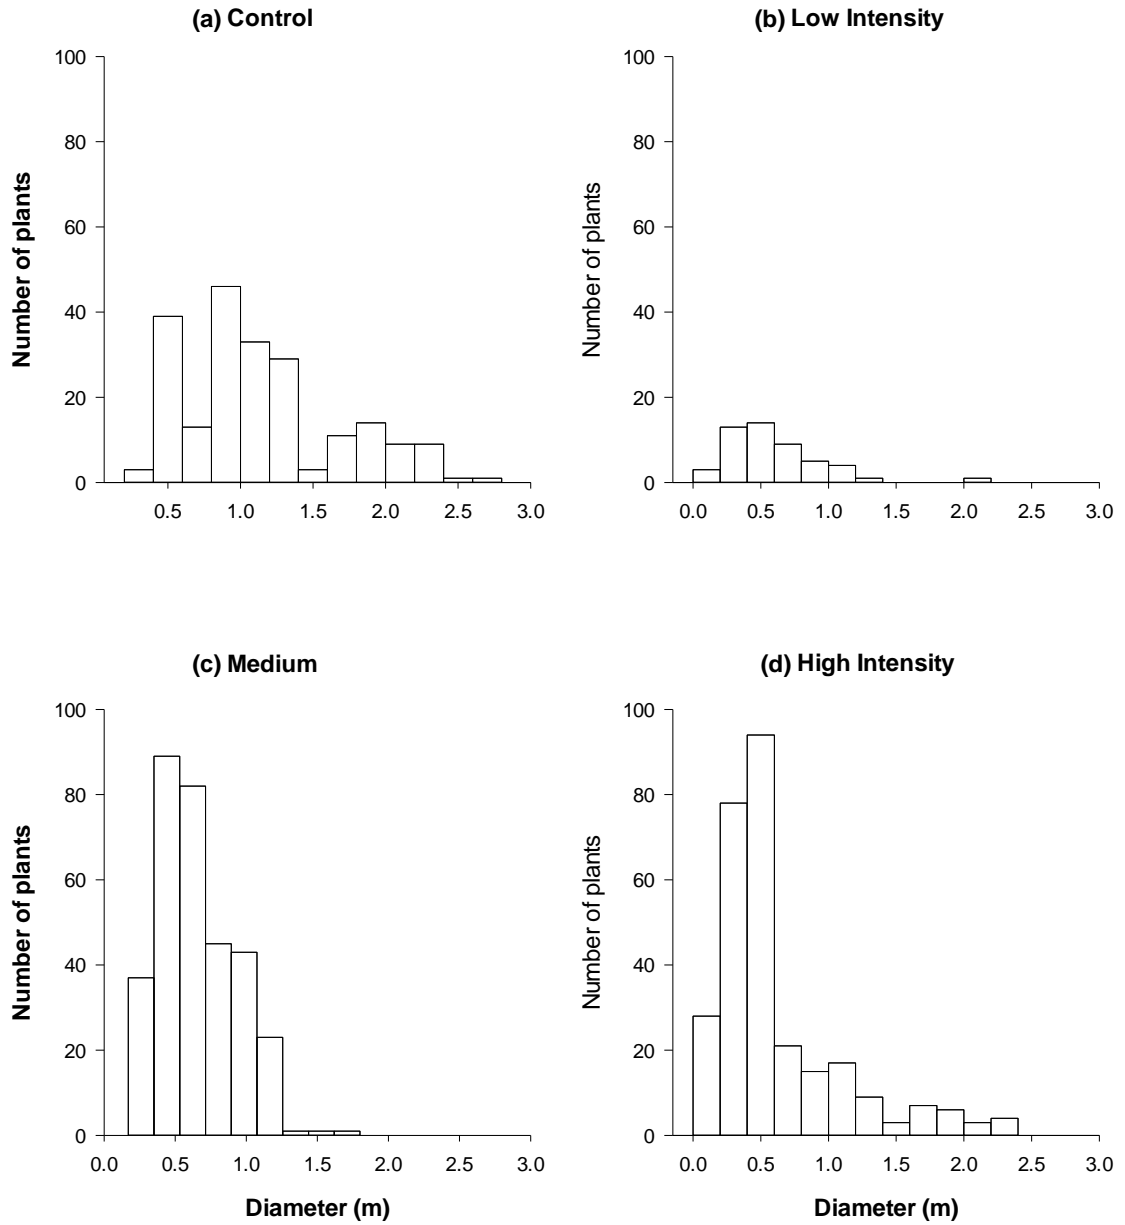 (a) Control
100
80
60
40
20
0
Number of plants
0.5 1.0 1.5 2.0 2.5 3.0
(b) Low Intensity
100
80
60
40
20
0
Number of plants
0.0 0.5 1.0 1.5 2.0 2.5 3.0
(c) Medium
100
80
60
40
20
0
Number of plants
0.0 0.5 1.0 1.5 2.0 2.5 3.0
Diameter (m)
(d) High Intensity
100
80
60
40
20
0
Number of plants
0.0 0.5 1.0 1.5 2.0 2.5 3.0
Diameter (m)